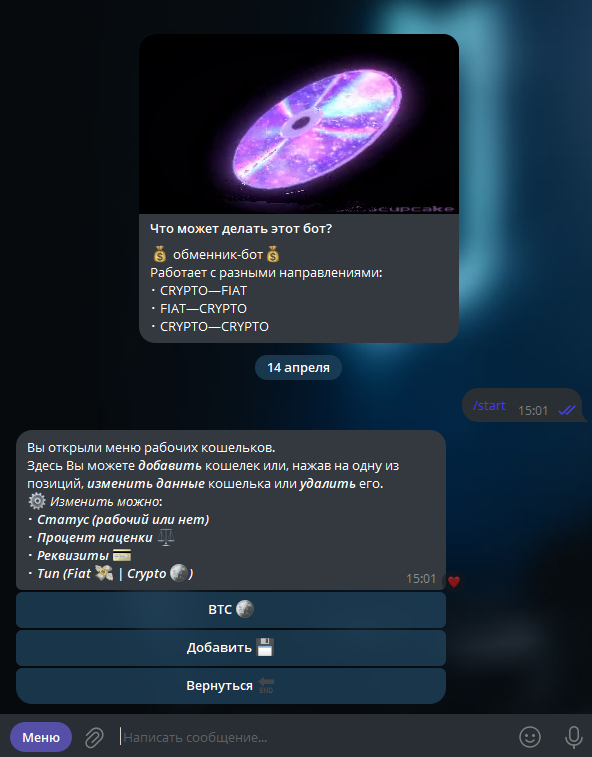 cupcake
Что может делать этот бот?
💰 обменник-бот💰
Работает с разными направлениями:
· CRYPTO—FIAT
· FIAT—CRYPTO
· CRYPTO—CRYPTO
14 апреля
/start 15:01
Вы открыли меню рабочих кошельков.
Здесь Вы можете добавить кошелек или, нажав на одну из
позиций, изменить данные кошелька или удалить его.
⚙️ Изменить можно:
· Статус (рабочий или нет)
· Процент наценки ⚖️
· Реквизиты 💳
· Тип (Fiat 💸 | Crypto 🌕)
15:01
BTC 🌕
Добавить 💾
Вернуться 🔚
Меню
Написать сообщение...